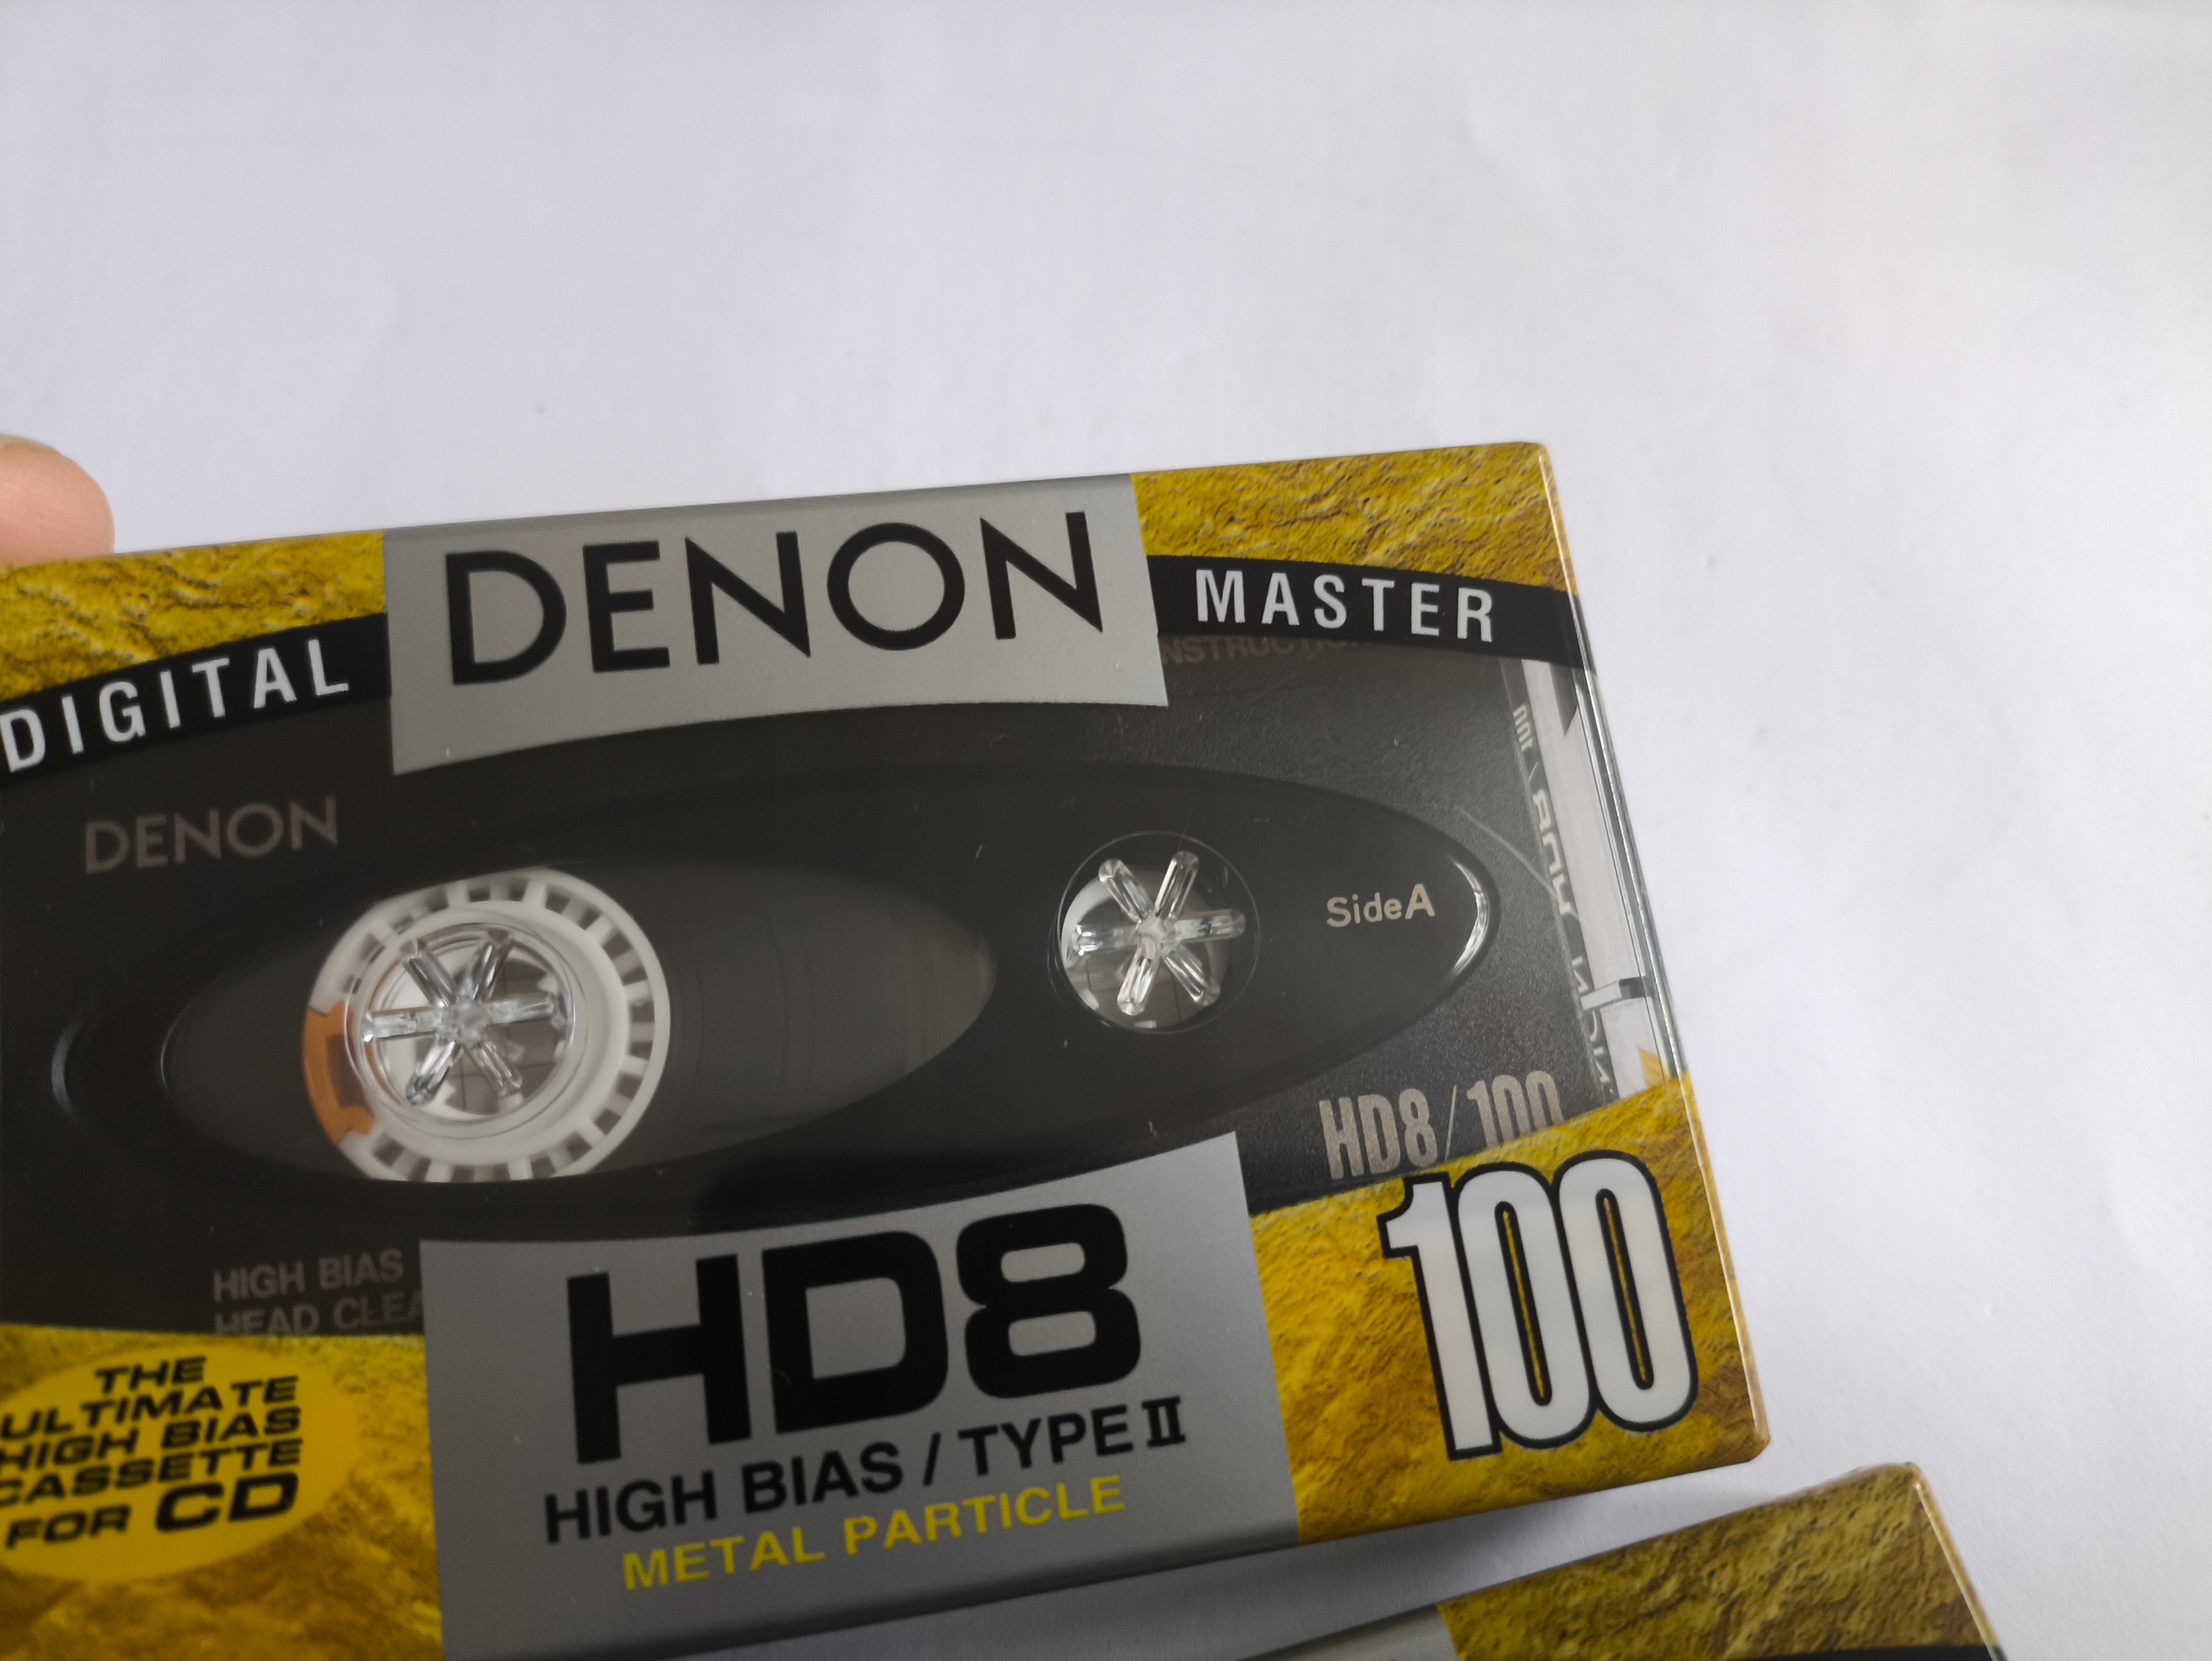 DENON
DIGITAL MASTER
DENON
Side A
HD8/100
HIGH BIAS
HEAD
THE
ULTIMATE
HIGH BIAS
CASSETTE
FOR CD
HD8
HIGH BIAS / TYPE II
METAL PARTICLE
100